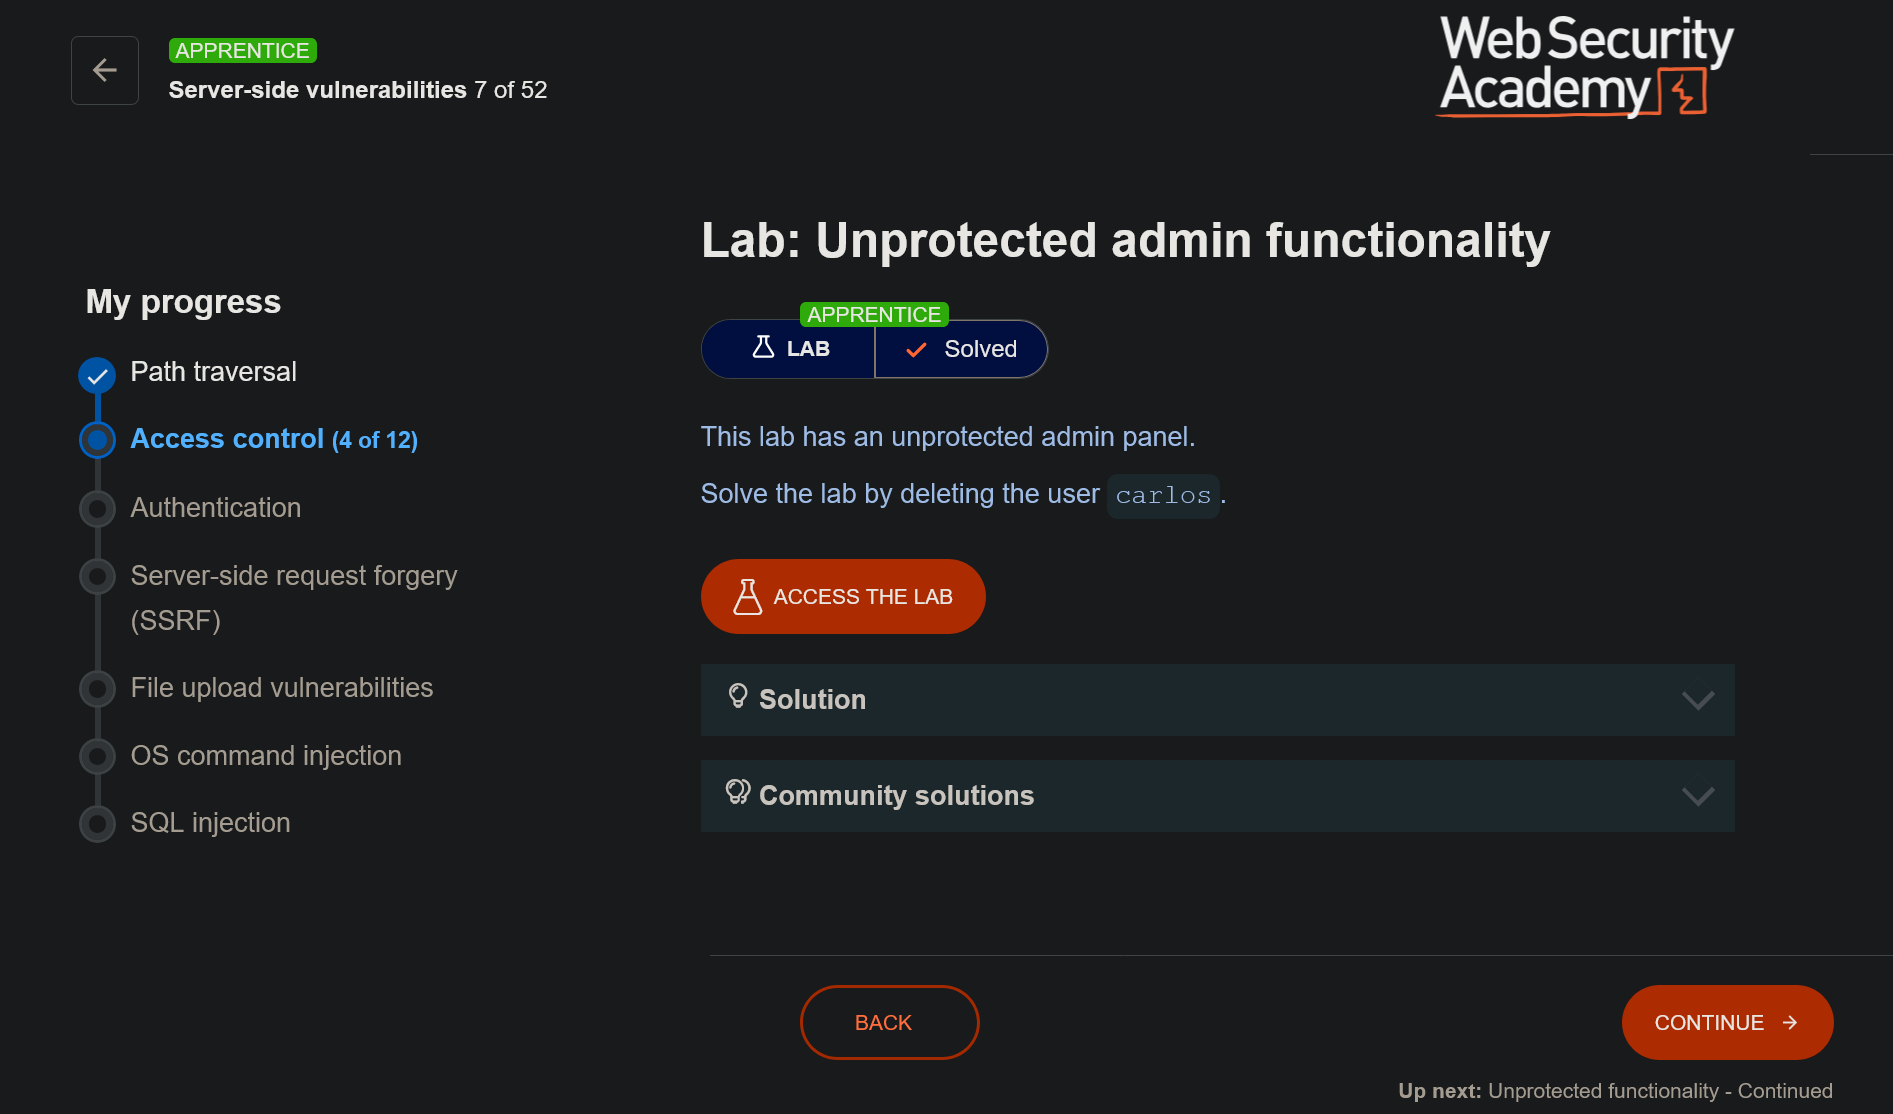 APPRENTICE
Server-side vulnerabilities 7 of 52
Web Security
Academy
My progress
Path traversal
Access control (4 of 12)
Authentication
Server-side request forgery
(SSRF)
File upload vulnerabilities
OS command injection
SQL injection
Lab: Unprotected admin functionality
APPRENTICE
LAB
Solved
This lab has an unprotected admin panel.
Solve the lab by deleting the user carlos.
ACCESS THE LAB
Solution
Community solutions
BACK
CONTINUE
Up next: Unprotected functionality - Continued